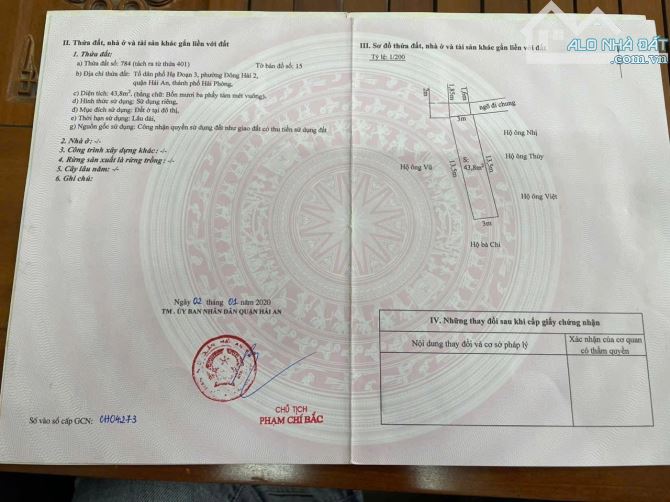 II. Thửa đất, nhà ở và tài sản khác gắn liền với đất
1. Thửa đất:
a) Thửa đất số: 784 (tách ra từ thửa 401) Tờ bản đồ số: 15
b) Địa chỉ thửa đất: Tổ dân phố Hạ Đoạn 3, phường Đông Hải 2,
quận Hải An, thành phố Hải Phòng,
c) Diện tích: 43,8m², (bằng chữ: Bốn mươi ba phẩy tám mét vuông),
d) Hình thức sử dụng: Sử dụng riêng,
đ) Mục đích sử dụng: Đất ở tại đô thị,
e) Thời hạn sử dụng: Lâu dài,
g) Nguồn gốc sử dụng: Công nhận quyền sử dụng đất như giao đất có thu tiền sử dụng đất.
2. Nhà ở: -/-
3. Công trình xây dựng khác: -/-
4. Rừng sản xuất là rừng trồng: -/-
5. Cây lâu năm: -/-
6. Ghi chú:
Ngày 02 tháng 01 năm 2020
TM. ỦY BAN NHÂN DÂN QUẬN HẢI AN
CHỦ TỊCH
PHẠM CHÍ BẮC
Số vào sổ cấp GCN: CH04273
III. Sơ đồ thửa đất, nhà ở và tài sản khác gắn liền với đất
Tỷ lệ: 1/200
ALO NHÀ ĐẤT
.com.vn
2m
1,85m
ngõ đi chung
3m
Hộ ông Nhị
Hộ ông Vũ
13,5m
43,8m²
13,5m
Hộ ông Thùy
Hộ ông Việt
3m
Hộ bà Chi
IV. Những thay đổi sau khi cấp giấy chứng nhận
Nội dung thay đổi và cơ sở pháp lý
Xác nhận của cơ quan
có thẩm quyền